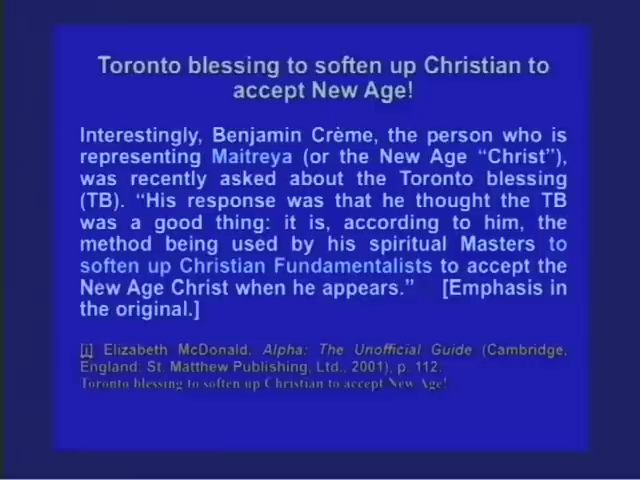 Toronto blessing to soften up Christian to
accept New Age!
Interestingly, Benjamin Crème, the person who is
representing Maitreya (or the New Age “Christ”),
was recently asked about the Toronto blessing
(TB). “His response was that he thought the TB
was a good thing: it is, according to him, the
method being used by his spiritual Masters to
soften up Christian Fundamentalists to accept the
New Age Christ when he appears.” [Emphasis in
the original.]
[i] Elizabeth McDonald, Alpha: The Unofficial Guide (Cambridge,
England: St. Matthew Publishing, Ltd., 2001), p. 112.
Toronto blessing to soften up Christian to accept New Age!